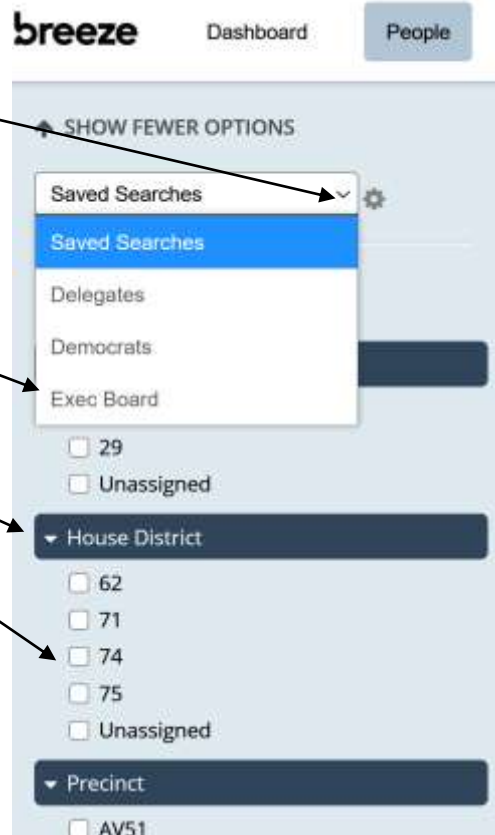 breeze Dashboard People
SHOW FEWER OPTIONS
Saved Searches
Saved Searches
Delegates
Democrats
Exec Board
29
Unassigned
House District
62
71
74
75
Unassigned
Precinct
AV51